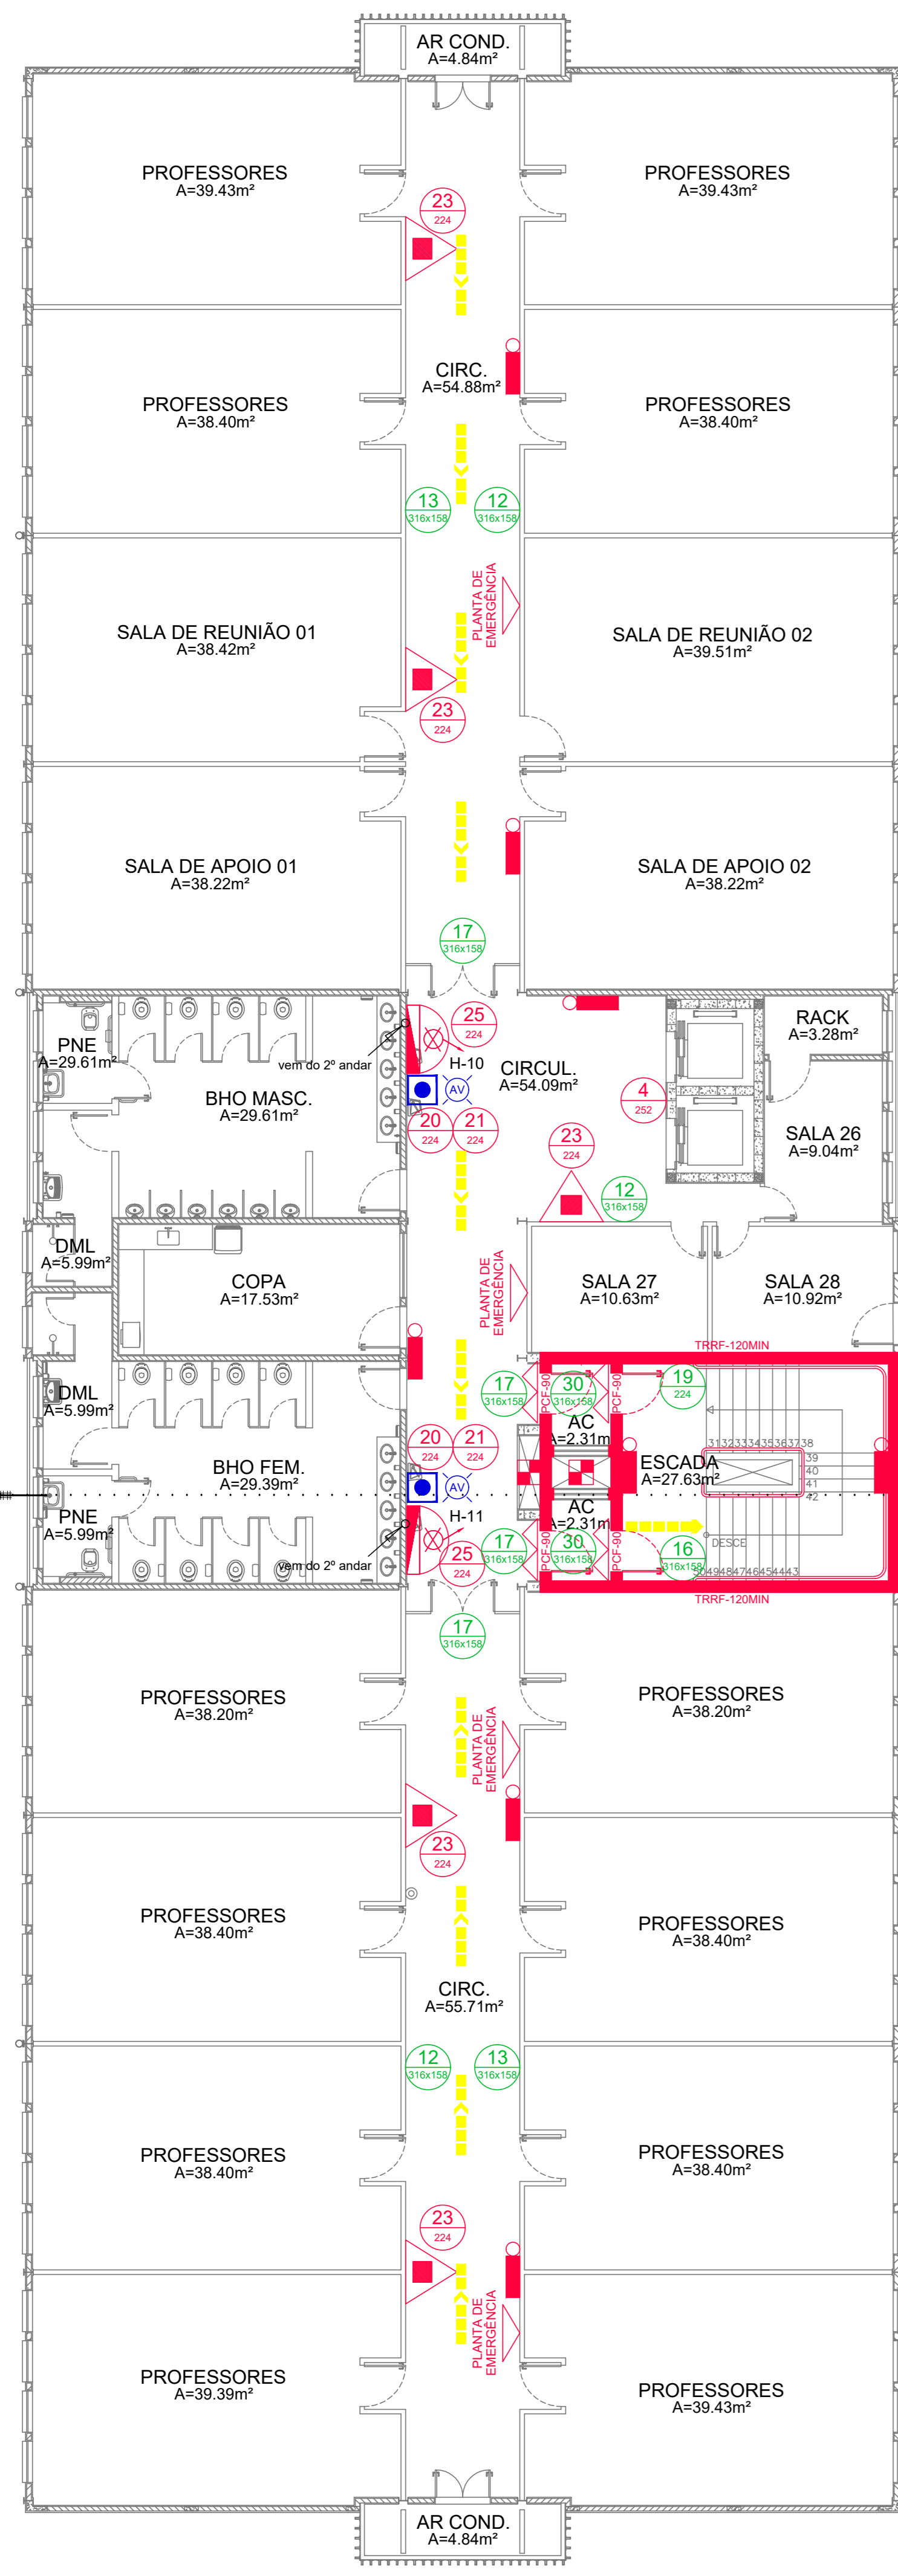 AR COND.
A=4.84m²
PROFESSORES
A=39.43m²
PROFESSORES
A=39.43m²
23
224
CIRC.
A=54.88m²
PROFESSORES
A=38.40m²
PROFESSORES
A=38.40m²
13
316x158
12
316x158
PLANTA DE
EMERGÊNCIA
SALA DE REUNIÃO 01
A=38.42m²
SALA DE REUNIÃO 02
A=39.51m²
23
224
SALA DE APOIO 01
A=38.22m²
SALA DE APOIO 02
A=38.22m²
17
316x158
25
224
RACK
A=3.28m²
PNE
A=29.61m²
vem do 2º andar
H-10
CIRCUL.
A=54.09m²
AV
BHO MASC.
A=29.61m²
4
252
20
224
21
224
23
224
SALA 26
A=9.04m²
12
316x158
DML
A=5.99m²
COPA
A=17.53m²
PLANTA DE
EMERGÊNCIA
SALA 27
A=10.63m²
SALA 28
A=10.92m²
TRRF-120MIN
DML
A=5.99m²
17
316x158
PCF-90
30
316x158
PCF-90
19
224
AC
A=2.31m
3132333435363738
39
40
41
42
20
224
21
224
BHO FEM.
A=29.39m²
ESCADA
A=27.63m²
AV
H-11
AC
A=2.31m
PNE
A=5.99m²
vem do 2º andar
25
224
17
316x158
PCF-90
30
316x158
PCF-90
16
316x158
DESCE
5049484746454443
TRRF-120MIN
17
316x158
PROFESSORES
A=38.20m²
PROFESSORES
A=38.20m²
PLANTA DE
EMERGÊNCIA
23
224
PROFESSORES
A=38.40m²
PROFESSORES
A=38.40m²
CIRC.
A=55.71m²
12
316x158
13
316x158
PROFESSORES
A=38.40m²
PROFESSORES
A=38.40m²
23
224
PLANTA DE
EMERGÊNCIA
PROFESSORES
A=39.39m²
PROFESSORES
A=39.43m²
AR COND.
A=4.84m²